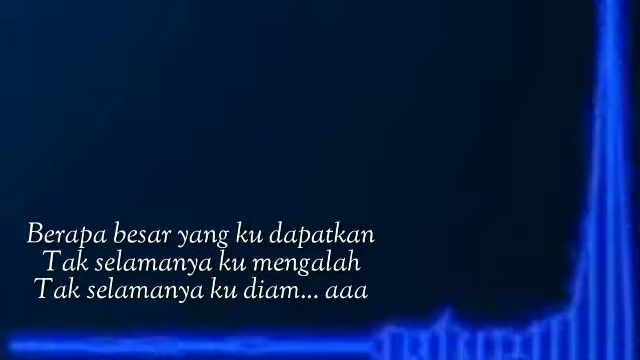 Berapa besar yang ku dapatkan
Tak selamanya ku mengalah
Tak selamanya ku diam... aaa